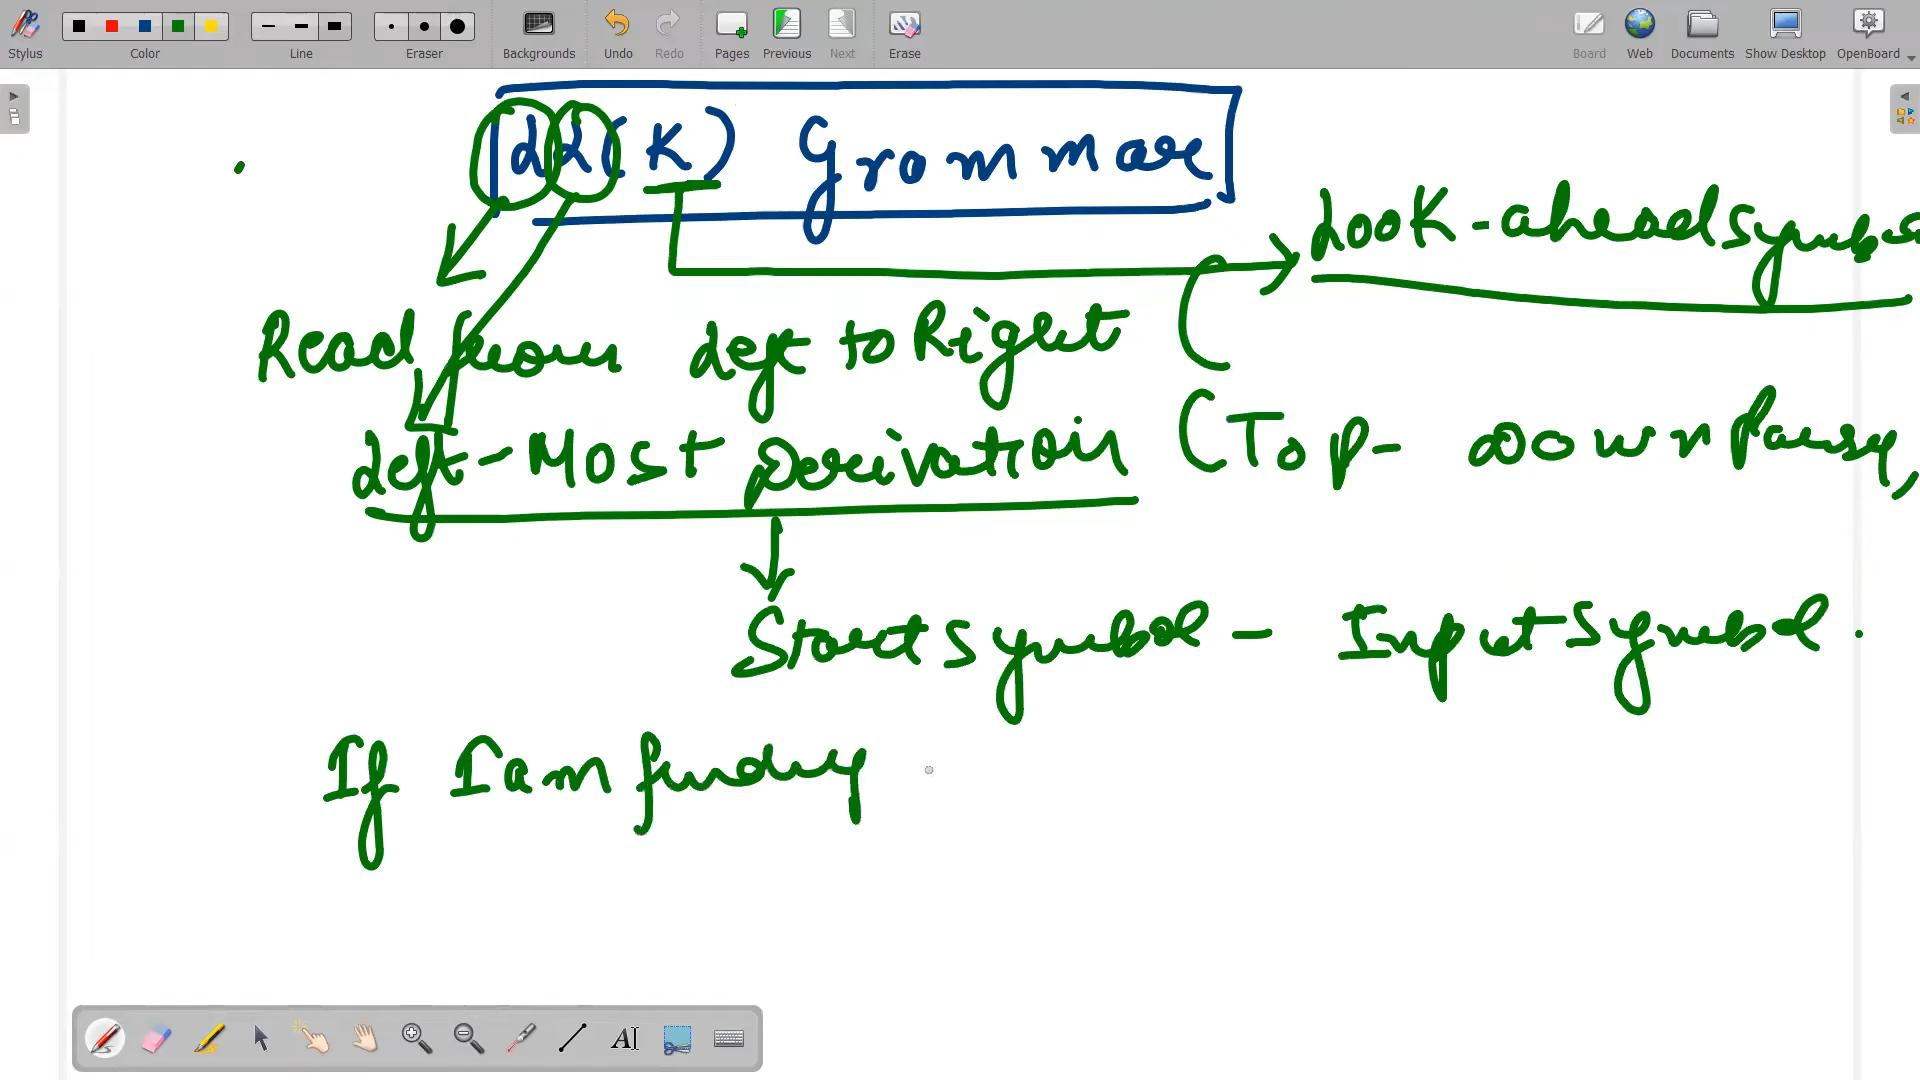 Stylus
Color
Line
Eraser
Backgrounds
Undo
Redo
Pages
Previous
Next
Erase
Board
Web
Documents
Show Desktop
OpenBoard
LL(K) Grammar
Look-ahead Symbol
Read from Left to Right (
Left-Most Derivation (Top-Down Parsing,
Start Symbol - Input Symbol.
If I am finding